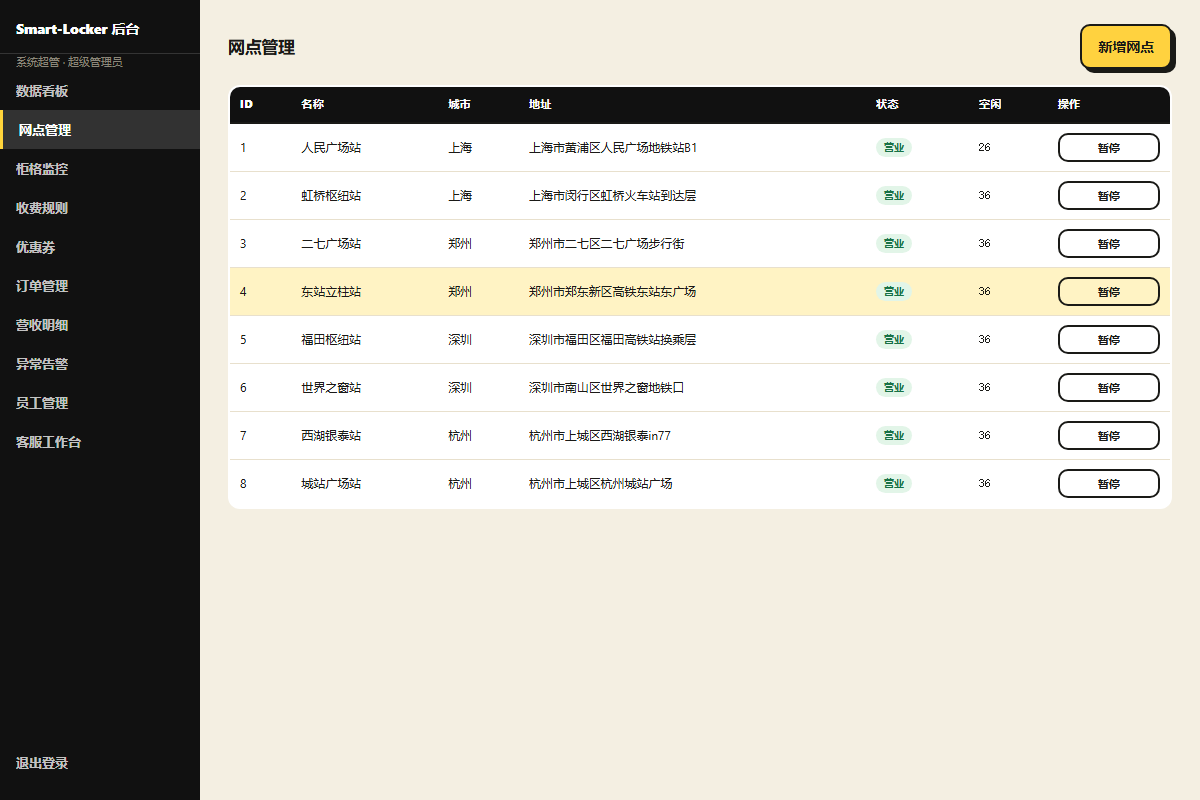 Smart-Locker 后台
系统超管 · 超级管理员
数据看板
网点管理
柜格监控
收费规则
优惠券
订单管理
营收明细
异常告警
员工管理
客服工作台
退出登录
网点管理
新增网点
ID 名称 城市 地址 状态 空闲 操作
1 人民广场站 上海 上海市黄浦区人民广场地铁站B1 营业 26 暂停
2 虹桥枢纽站 上海 上海市闵行区虹桥火车站到达层 营业 36 暂停
3 二七广场站 郑州 郑州市二七区二七广场步行街 营业 36 暂停
4 东站立柱站 郑州 郑州市郑东新区高铁东站东广场 营业 36 暂停
5 福田枢纽站 深圳 深圳市福田区福田高铁站换乘层 营业 36 暂停
6 世界之窗站 深圳 深圳市南山区世界之窗地铁口 营业 36 暂停
7 西湖银泰站 杭州 杭州市上城区西湖银泰in77 营业 36 暂停
8 城站广场站 杭州 杭州市上城区杭州城站广场 营业 36 暂停